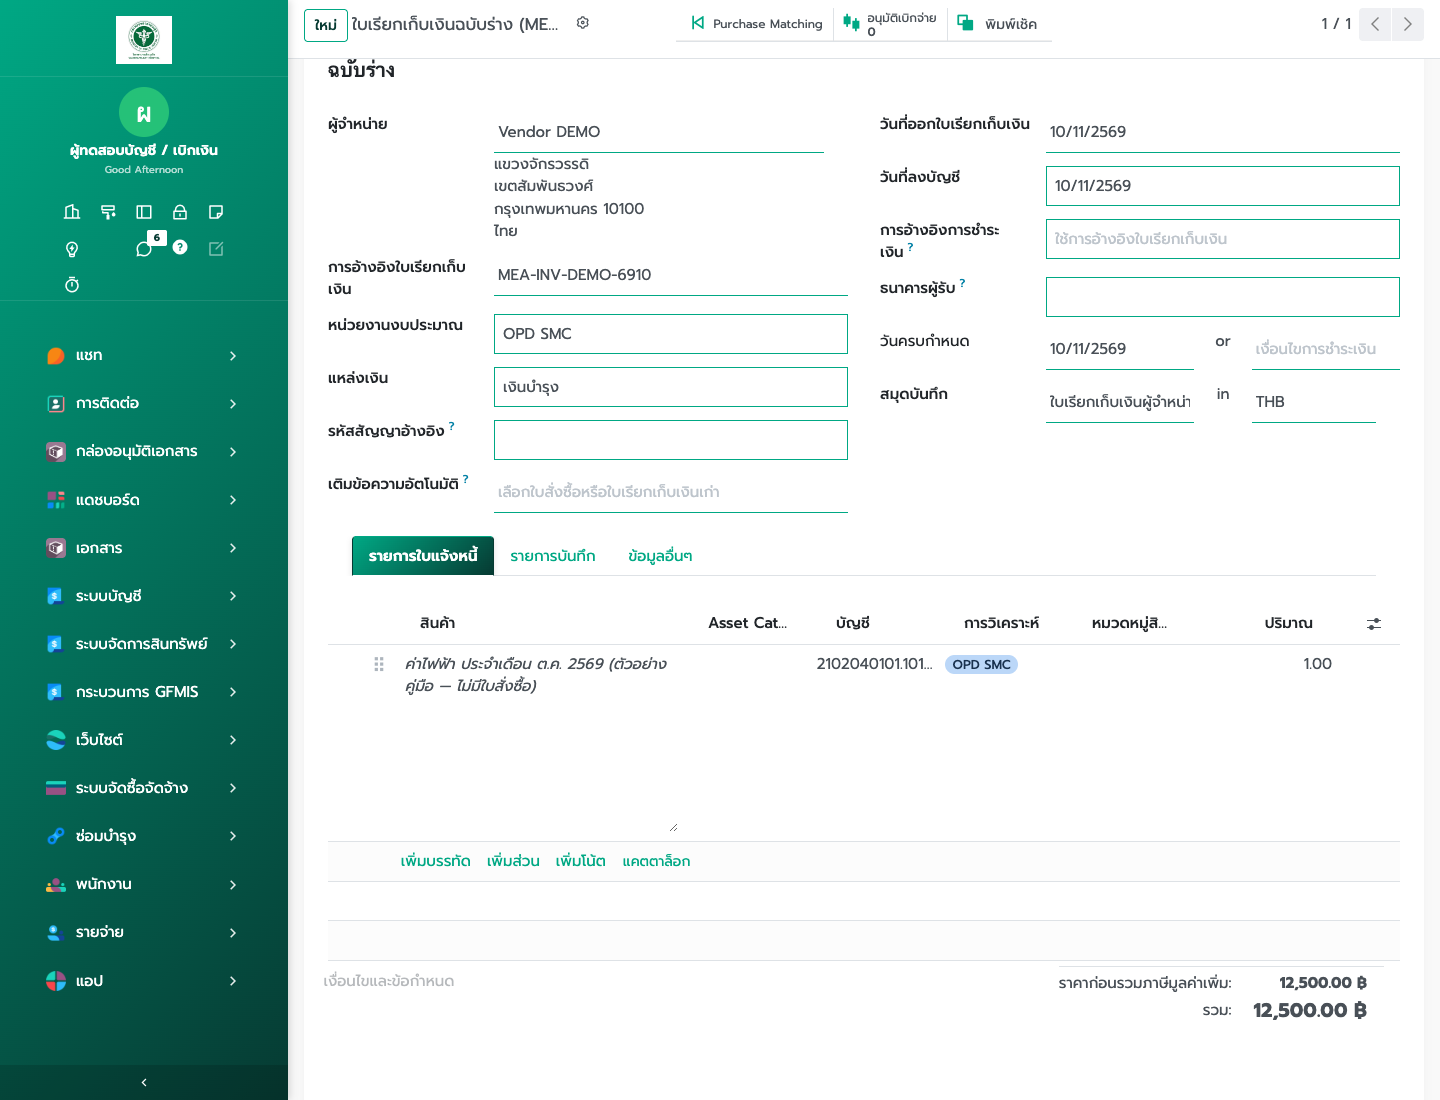 ใหม่
ใบเรียกเก็บเงินฉบับร่าง (ME...
Purchase Matching
อนุมัติเบิกจ่าย
0
พิมพ์เช็ค
1 / 1
ผ
ผู้ทดสอบบัญชี / เบิกเงิน
Good Afternoon
6
?
แชท
การติดต่อ
กล่องอนุมัติเอกสาร
แดชบอร์ด
เอกสาร
ระบบบัญชี
ระบบจัดการสินทรัพย์
กระบวนการ GFMIS
เว็บไซต์
ระบบจัดซื้อจัดจ้าง
ซ่อมบำรุง
พนักงาน
รายจ่าย
แอป
ฉบับร่าง
ผู้จำหน่าย
Vendor DEMO
แขวงจักรวรรดิ
เขตสัมพันธวงศ์
กรุงเทพมหานคร 10100
ไทย
การอ้างอิงใบเรียกเก็บ
เงิน
MEA-INV-DEMO-6910
หน่วยงานงบประมาณ
OPD SMC
แหล่งเงิน
เงินบำรุง
รหัสสัญญาอ้างอิง ?
เติมข้อความอัตโนมัติ ?
เลือกใบสั่งซื้อหรือใบเรียกเก็บเงินเก่า
วันที่ออกใบเรียกเก็บเงิน
10/11/2569
วันที่ลงบัญชี
10/11/2569
การอ้างอิงการชำระ
เงิน ?
ใช้การอ้างอิงใบเรียกเก็บเงิน
ธนาคารผู้รับ ?
วันครบกำหนด
10/11/2569
or
เงื่อนไขการชำระเงิน
สมุดบันทึก
ใบเรียกเก็บเงินผู้จำหน่า
in
THB
รายการใบแจ้งหนี้
รายการบันทึก
ข้อมูลอื่นๆ
สินค้า
Asset Cat...
บัญชี
การวิเคราะห์
หมวดหมู่สิ...
ปริมาณ
ค่าไฟฟ้า ประจำเดือน ต.ค. 2569 (ตัวอย่าง
คู่มือ — ไม่มีใบสั่งซื้อ)
2102040101.101...
OPD SMC
1.00
เพิ่มบรรทัด
เพิ่มส่วน
เพิ่มโน้ต
แคตตาล็อก
เงื่อนไขและข้อกำหนด
ราคาก่อนรวมภาษีมูลค่าเพิ่ม: 12,500.00 ฿
รวม: 12,500.00 ฿